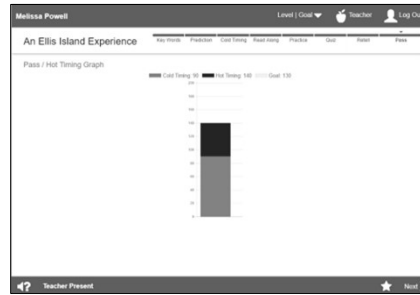 Melissa Powell
Level | Goal
Teacher
Log Ou
An Ellis Island Experience
Key Words
Prediction
Cold Timing
Read Along
Practice
Quiz
Retell
Pass
Pass / Hot Timing Graph
Cold Timing: 90
Hot Timing: 140
Goal: 130
Teacher Present
Next